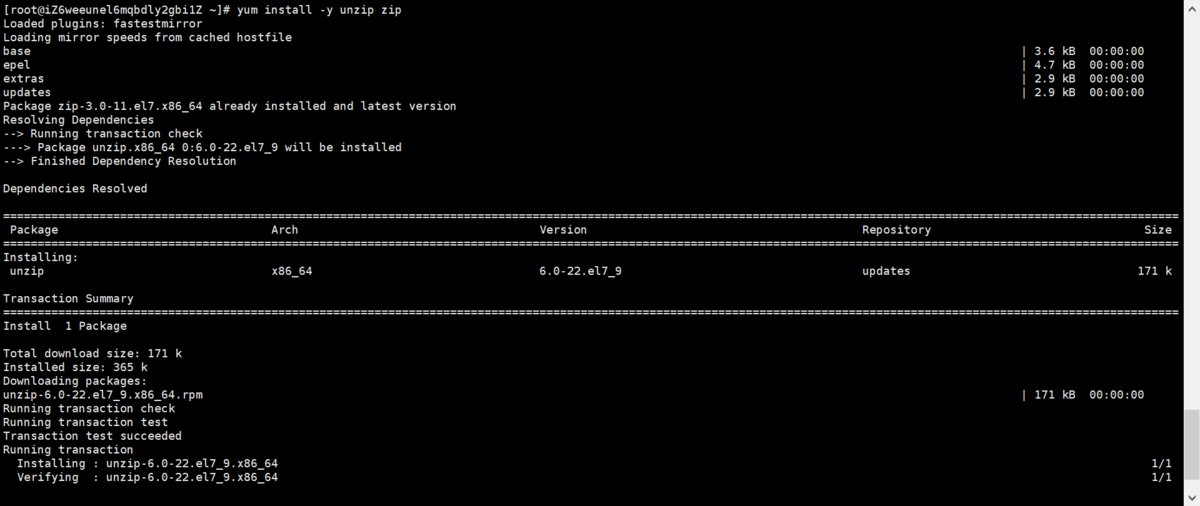 [root@iZ6weeunel6mqbdly2gbi1Z ~]# yum install -y unzip zip
Loaded plugins: fastestmirror
Loading mirror speeds from cached hostfile
base | 3.6 kB 00:00:00
epel | 4.7 kB 00:00:00
extras | 2.9 kB 00:00:00
updates | 2.9 kB 00:00:00
Package zip-3.0-11.el7.x86_64 already installed and latest version
Resolving Dependencies
--> Running transaction check
---> Package unzip.x86_64 0:6.0-22.el7_9 will be installed
--> Finished Dependency Resolution
Dependencies Resolved
Package Arch Version Repository Size
Installing:
unzip x86_64 6.0-22.el7_9 updates 171 k
Transaction Summary
Install 1 Package
Total download size: 171 k
Installed size: 365 k
Downloading packages:
unzip-6.0-22.el7_9.x86_64.rpm | 171 kB 00:00:00
Running transaction check
Running transaction test
Transaction test succeeded
Running transaction
Installing : unzip-6.0-22.el7_9.x86_64 1/1
Verifying : unzip-6.0-22.el7_9.x86_64 1/1